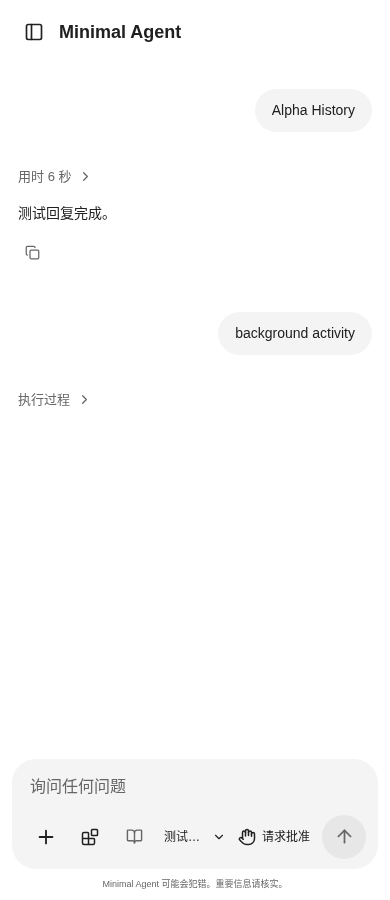 Minimal Agent
Alpha History
用时 6 秒
测试回复完成。
background activity
执行过程
询问任何问题
测试… 请求批准
Minimal Agent 可能会犯错。重要信息请核实。